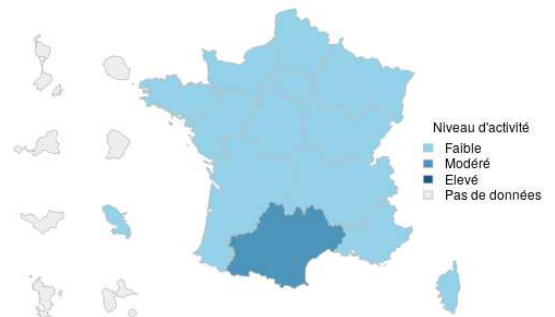 Niveau d'activité
Faible
Modéré
Elevé
Pas de données